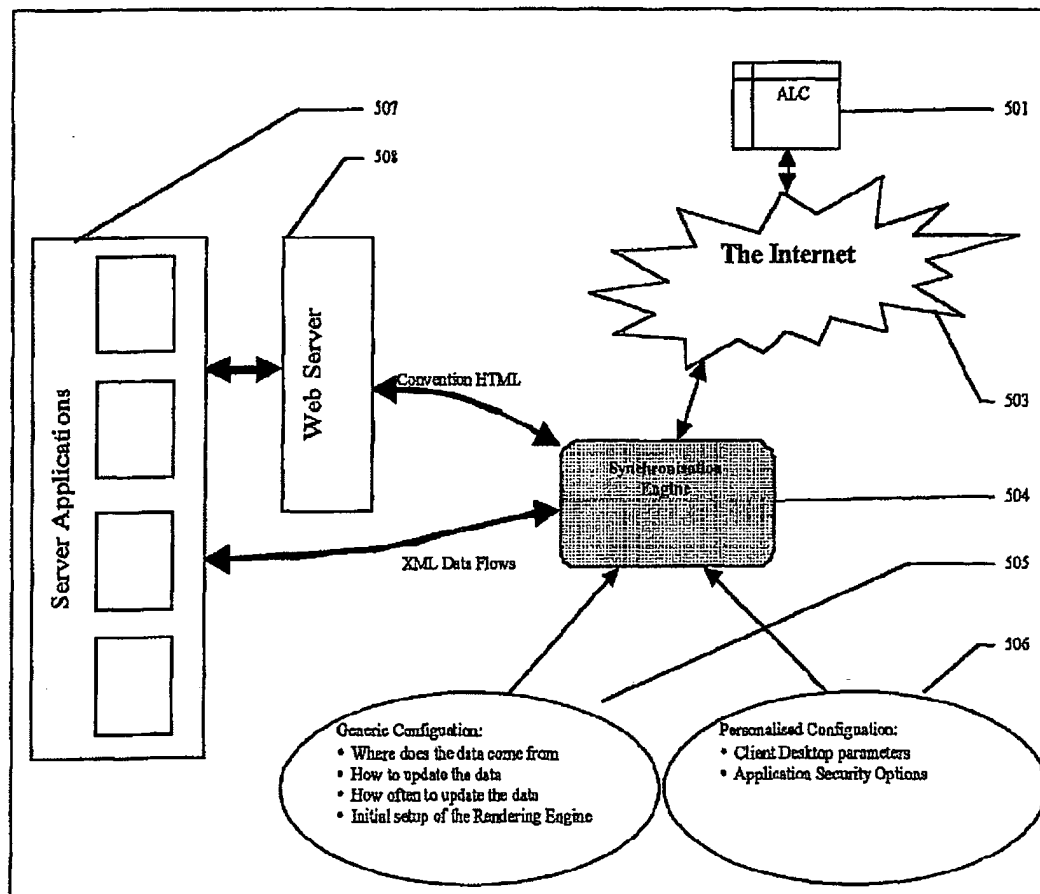 507
508
ALC
501
The Internet
503
Server Applications
Web Server
Convention HTML
Synchronisation
Engine
504
XML Data Flows
505
506
Generic Configuration:
• Where does the data come from
• How to update the data
• How often to update the data
• Initial setup of the Rendering Engine
Personalised Configuation:
• Client Desktop parameters
• Application Security Options